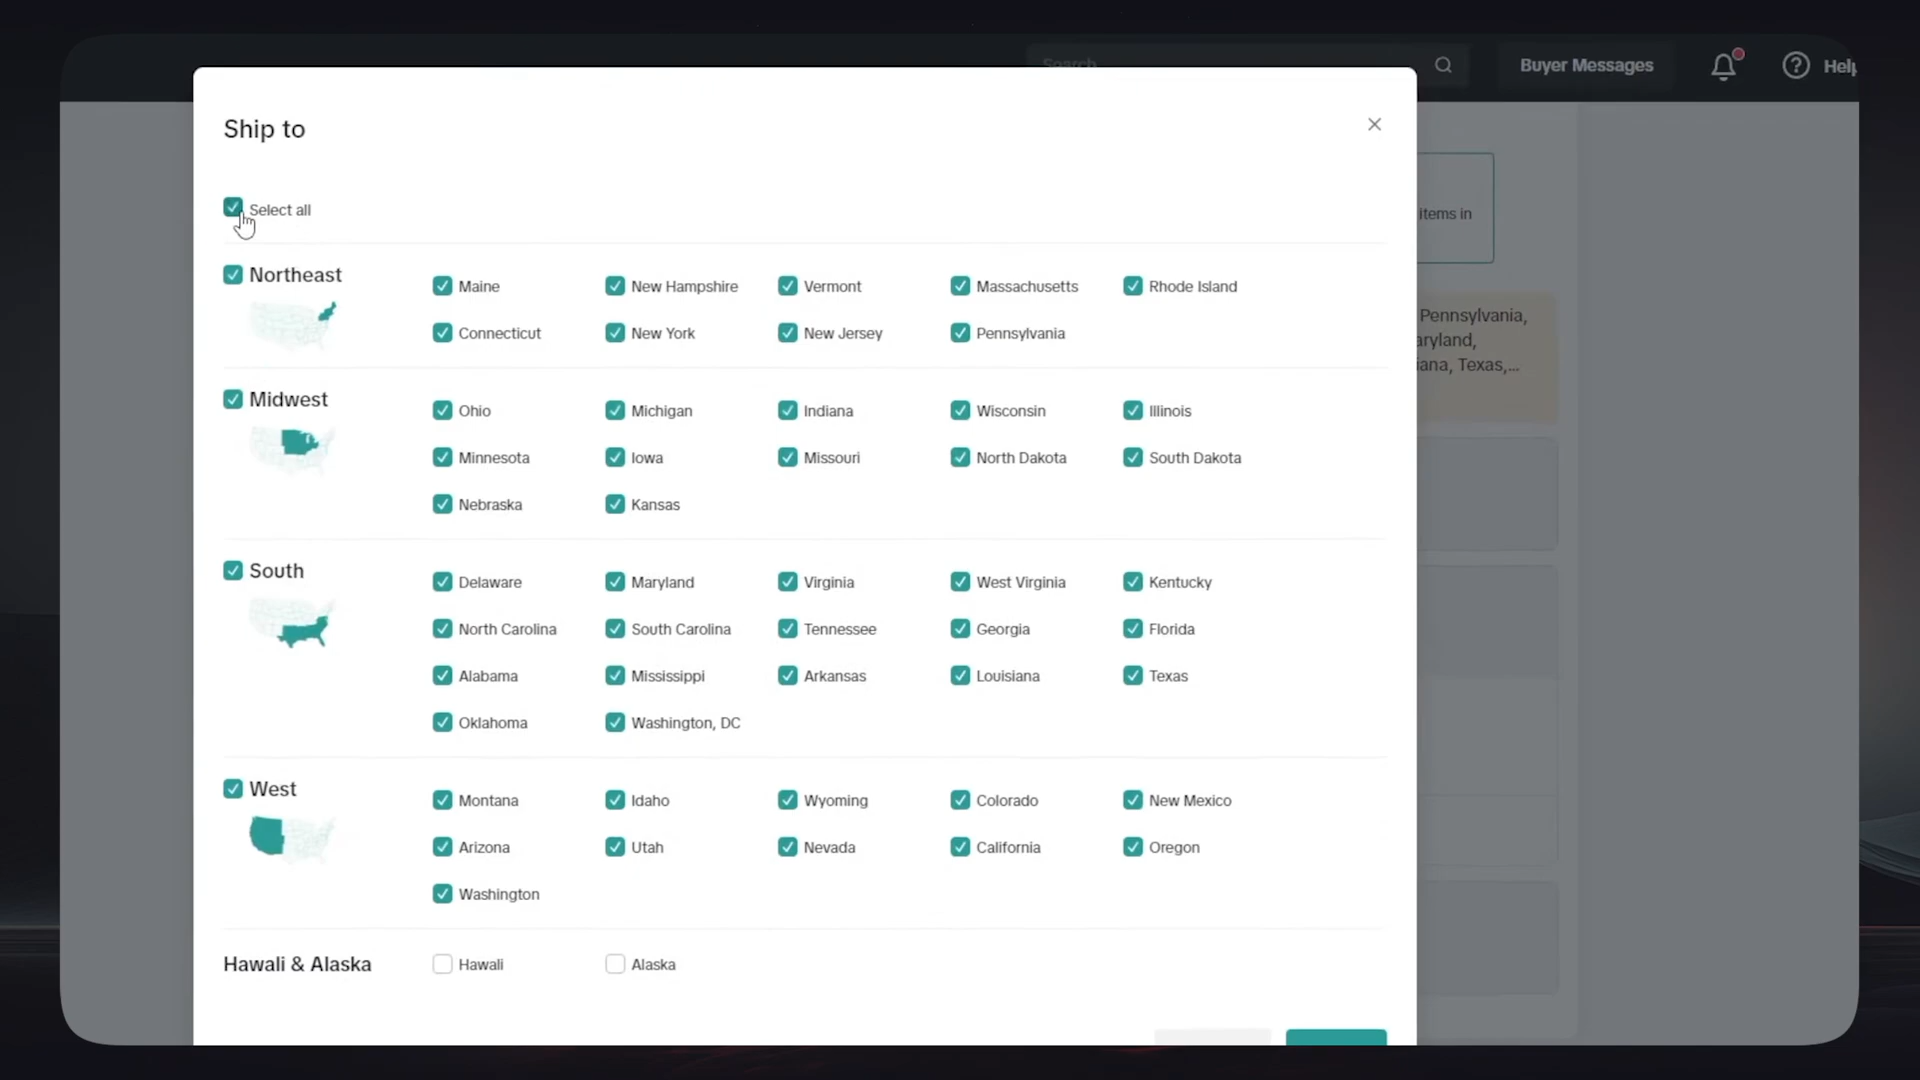 Search
Buyer Messages
Help
Ship to
Select all
Northeast
Maine
New Hampshire
Vermont
Massachusetts
Rhode Island
Connecticut
New York
New Jersey
Pennsylvania
Midwest
Ohio
Michigan
Indiana
Wisconsin
Illinois
Minnesota
Iowa
Missouri
North Dakota
South Dakota
Nebraska
Kansas
South
Delaware
Maryland
Virginia
West Virginia
Kentucky
North Carolina
South Carolina
Tennessee
Georgia
Florida
Alabama
Mississippi
Arkansas
Louisiana
Texas
Oklahoma
Washington, DC
West
Montana
Idaho
Wyoming
Colorado
New Mexico
Arizona
Utah
Nevada
California
Oregon
Washington
Hawali & Alaska
Hawali
Alaska
items in
Pennsylvania,
aryland,
iana, Texas,...